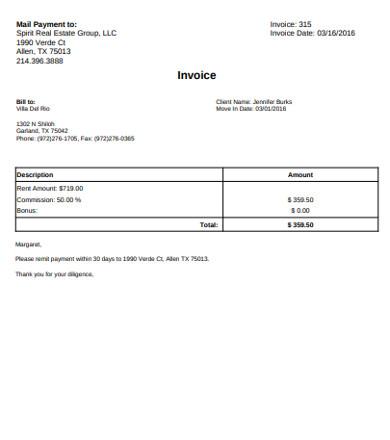 Mail Payment to:
Spirit Real Estate Group, LLC
1990 Verde Ct
Allen, TX 75013
214.396.3888
Invoice: 315
Invoice Date: 03/16/2016
Invoice
Bill to:
Villa Del Rio
1302 N Shiloh
Garland, TX 75042
Phone: (972)276-1705, Fax: (972)276-0365
Client Name: Jennifer Burks
Move In Date: 03/01/2016
Description Amount
Rent Amount: $719.00
Commission: 50.00 % $ 359.50
Bonus: $ 0.00
Total: $ 359.50
Margaret,
Please remit payment within 30 days to 1990 Verde Ct, Allen TX 75013.
Thank you for your diligence,